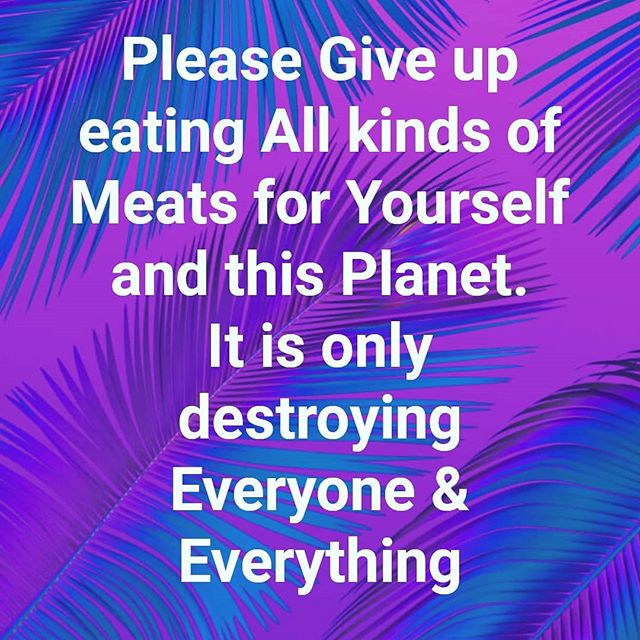 Please Give up
eating All kinds of
Meats for Yourself
and this Planet.
It is only
destroying
Everyone &
Everything